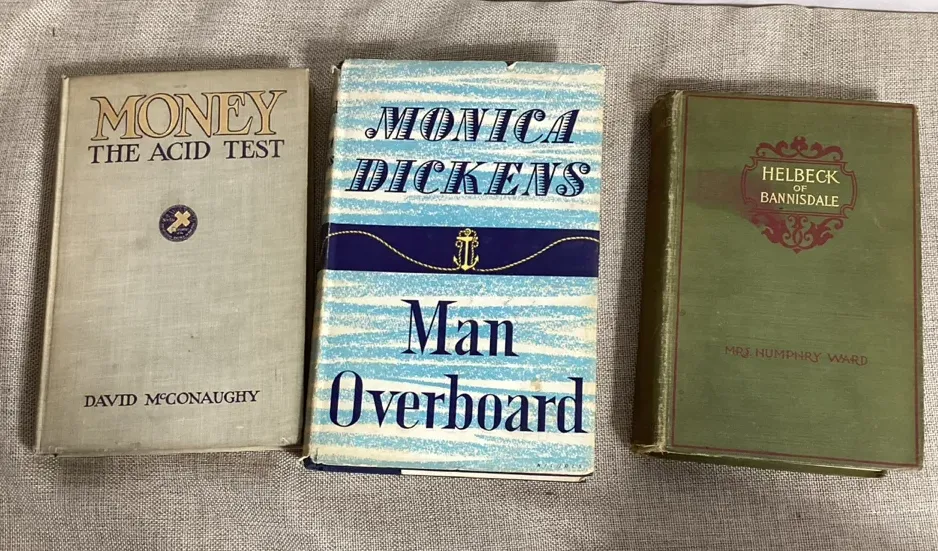 MONEY
THE ACID TEST
DAVID McCONAUGHY
MONICA
DICKENS
Man
Overboard
HELBECK
OF
BANNISDALE
MRS. HUMPHRY WARD